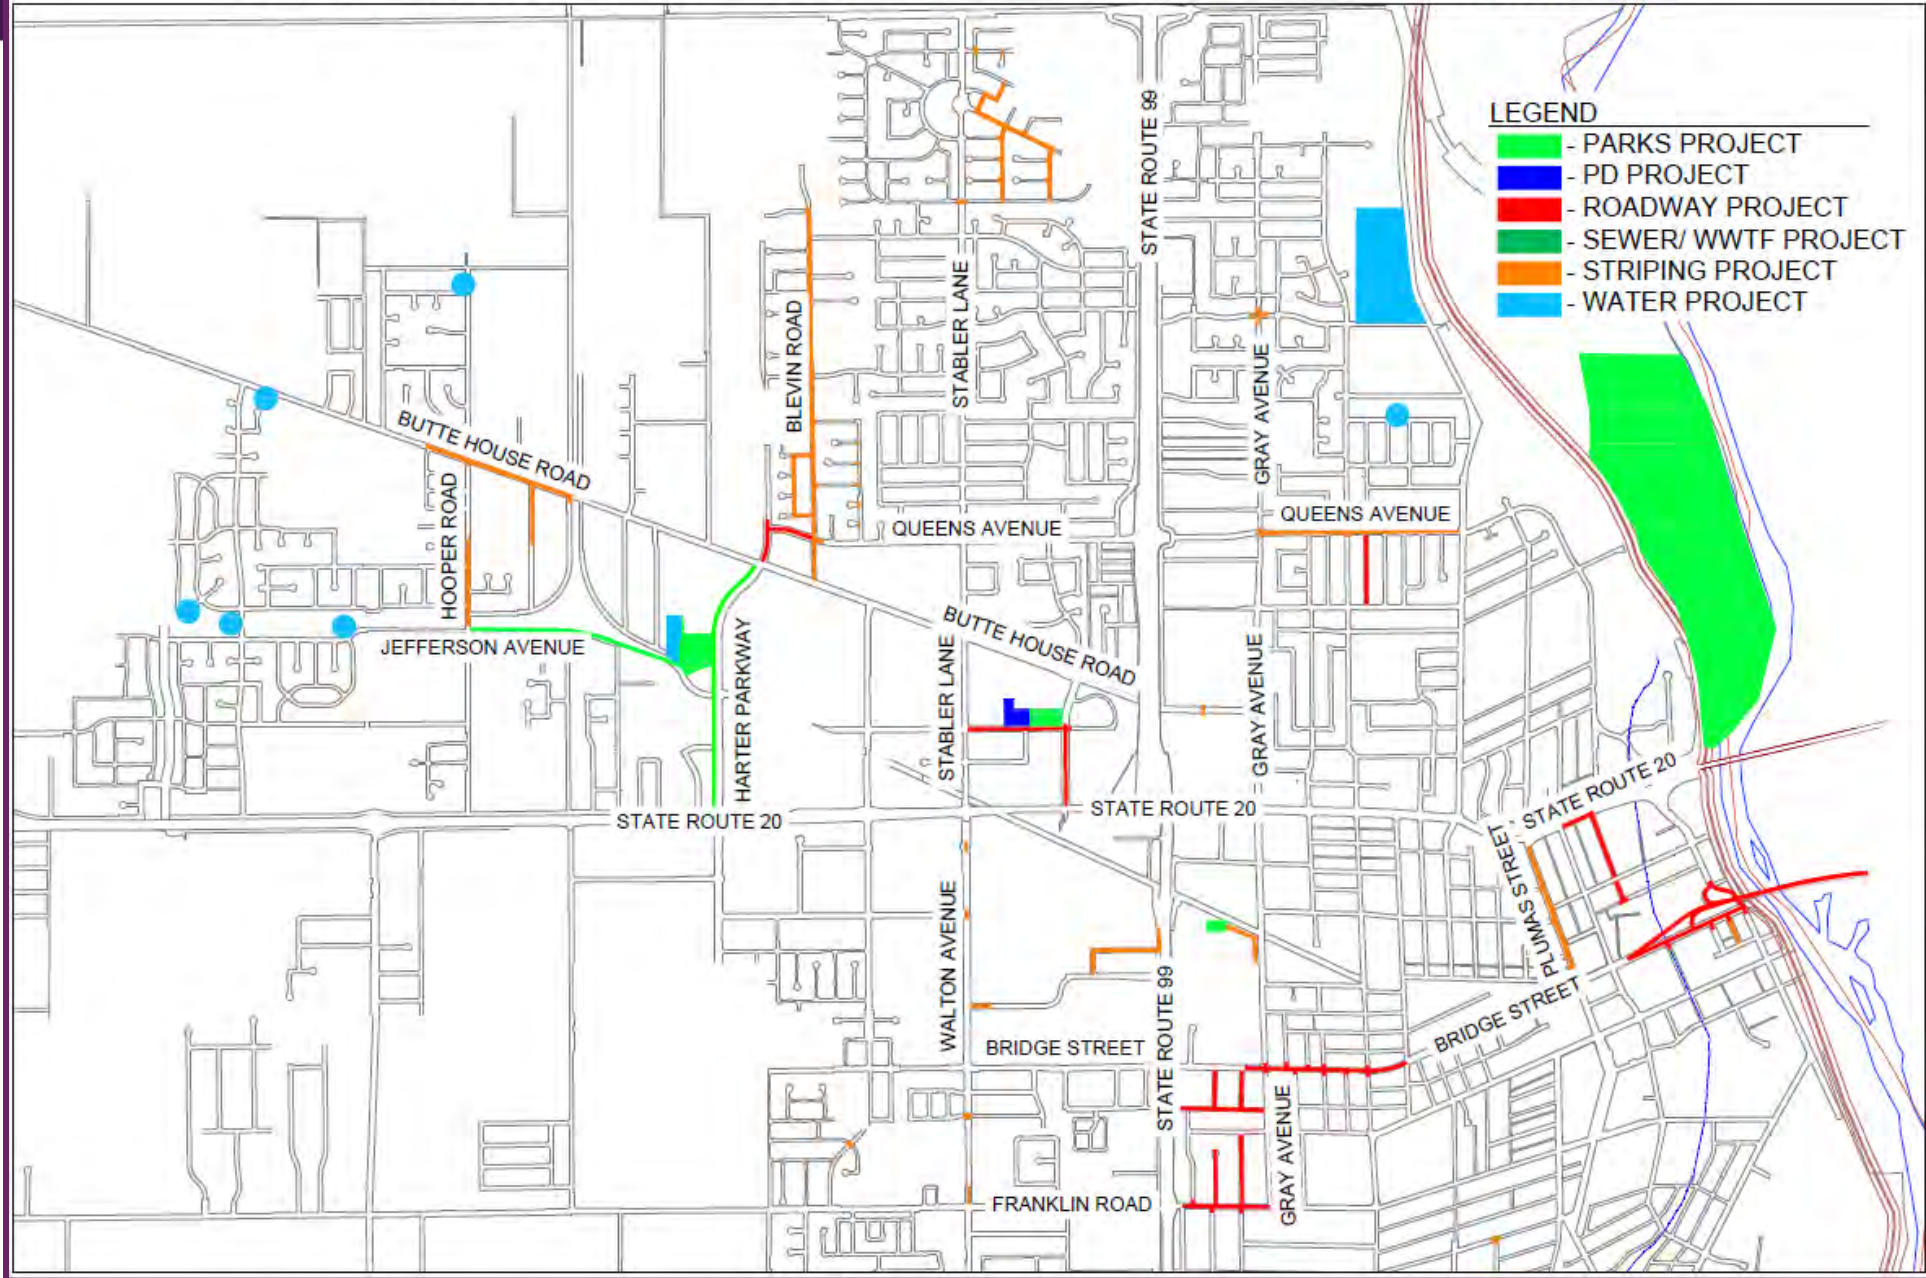 LEGEND
- PARKS PROJECT
- PD PROJECT
- ROADWAY PROJECT
- SEWER/ WWTF PROJECT
- STRIPING PROJECT
- WATER PROJECT
STATE ROUTE 99
BLEVIN ROAD
STABLER LANE
GRAY AVENUE
BUTTE HOUSE ROAD
HOOPER ROAD
QUEENS AVENUE
QUEENS AVENUE
JEFFERSON AVENUE
HARTER PARKWAY
BUTTE HOUSE ROAD
STABLER LANE
GRAY AVENUE
STATE ROUTE 20
STATE ROUTE 20
STATE ROUTE 20
PLUMAS STREET
WALTON AVENUE
STATE ROUTE 99
BRIDGE STREET
BRIDGE STREET
GRAY AVENUE
FRANKLIN ROAD